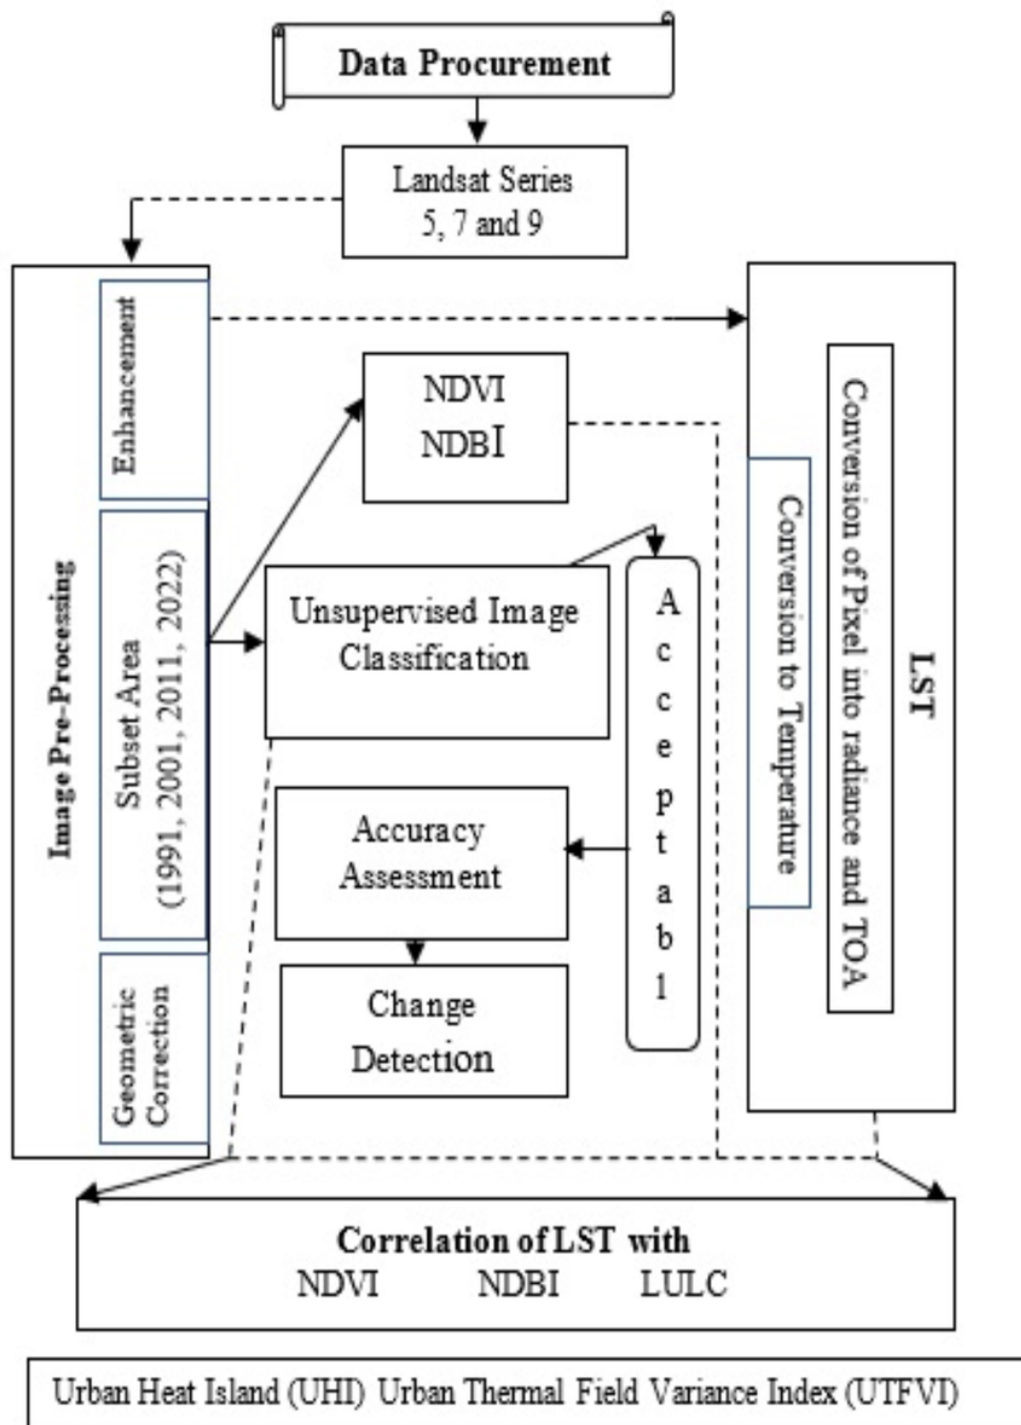 Data Procurement
Landsat Series
5, 7 and 9
Image Pre-Processing
Enhancement
Subset Area
(1991, 2001, 2011, 2022)
Geometric
Correction
NDVI
NDBI
Unsupervised Image
Classification
A
c
c
e
p
t
a
b
l
Accuracy
Assessment
Change
Detection
LST
Conversion of Pixel into radiance and TOA
Conversion to Temperature
Correlation of LST with
NDVI NDBI LULC
Urban Heat Island (UHI) Urban Thermal Field Variance Index (UTFVI)